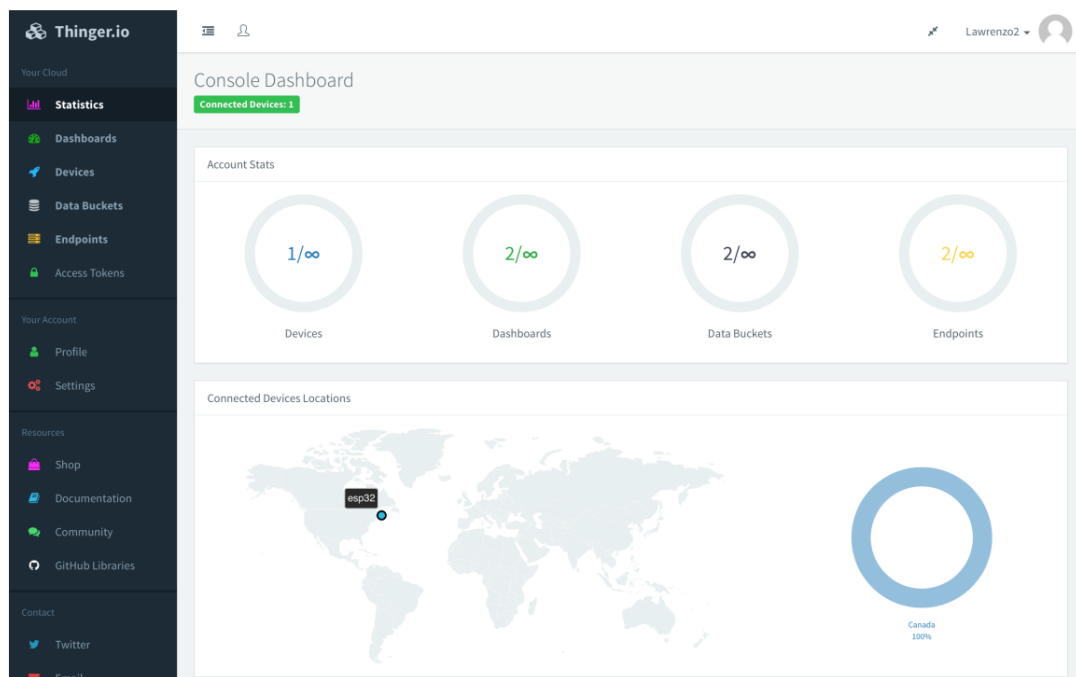 Thinger.io
Lawrenzo2
Your Cloud
Statistics
Dashboards
Devices
Data Buckets
Endpoints
Access Tokens
Your Account
Profile
Settings
Resources
Shop
Documentation
Community
GitHub Libraries
Contact
Twitter
Email
Console Dashboard
Connected Devices: 1
Account Stats
1/∞
2/∞
2/∞
2/∞
Devices
Dashboards
Data Buckets
Endpoints
Connected Devices Locations
esp32
Canada
100%